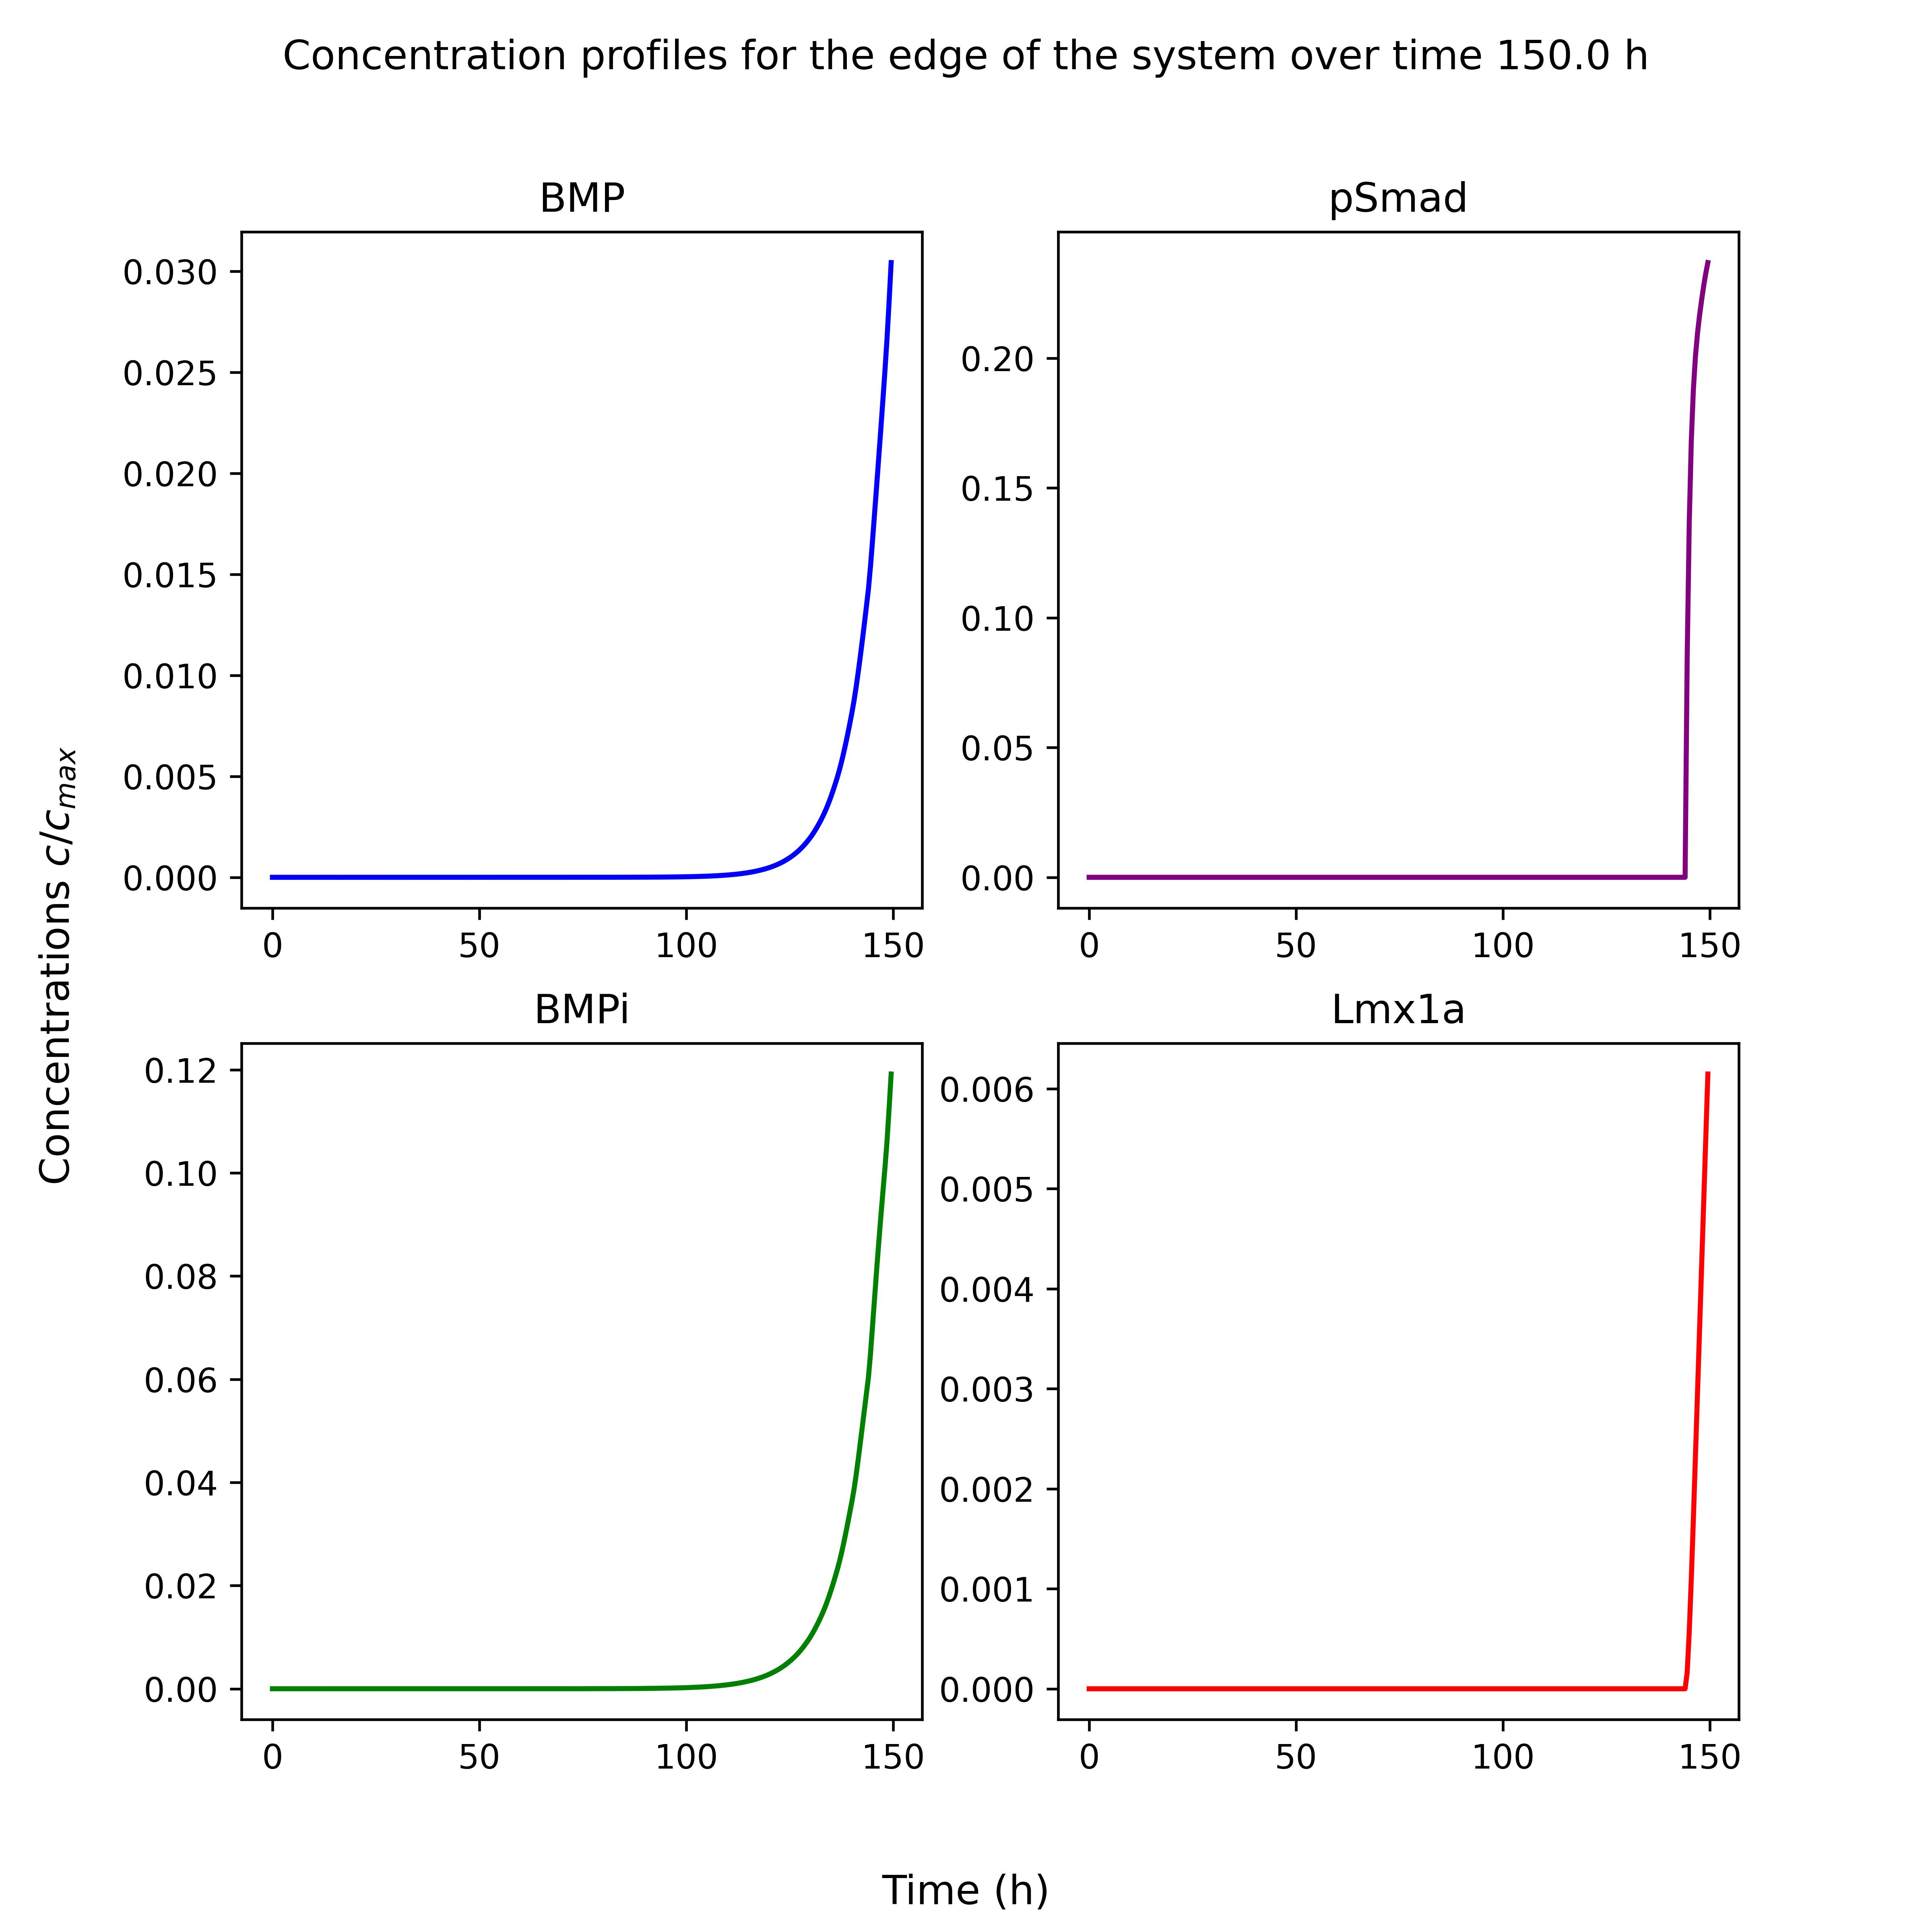 Concentration profiles for the edge of the system over time 150.0 h
BMP
0.030
0.025
0.020
0.015
0.010
0.005
0.000
0 50 100 150
pSmad
0.20
0.15
0.10
0.05
0.00
0 50 100 150
Concentrations c/c_max
BMPi
0.12
0.10
0.08
0.06
0.04
0.02
0.00
0 50 100 150
Lmx1a
0.006
0.005
0.004
0.003
0.002
0.001
0.000
0 50 100 150
Time (h)